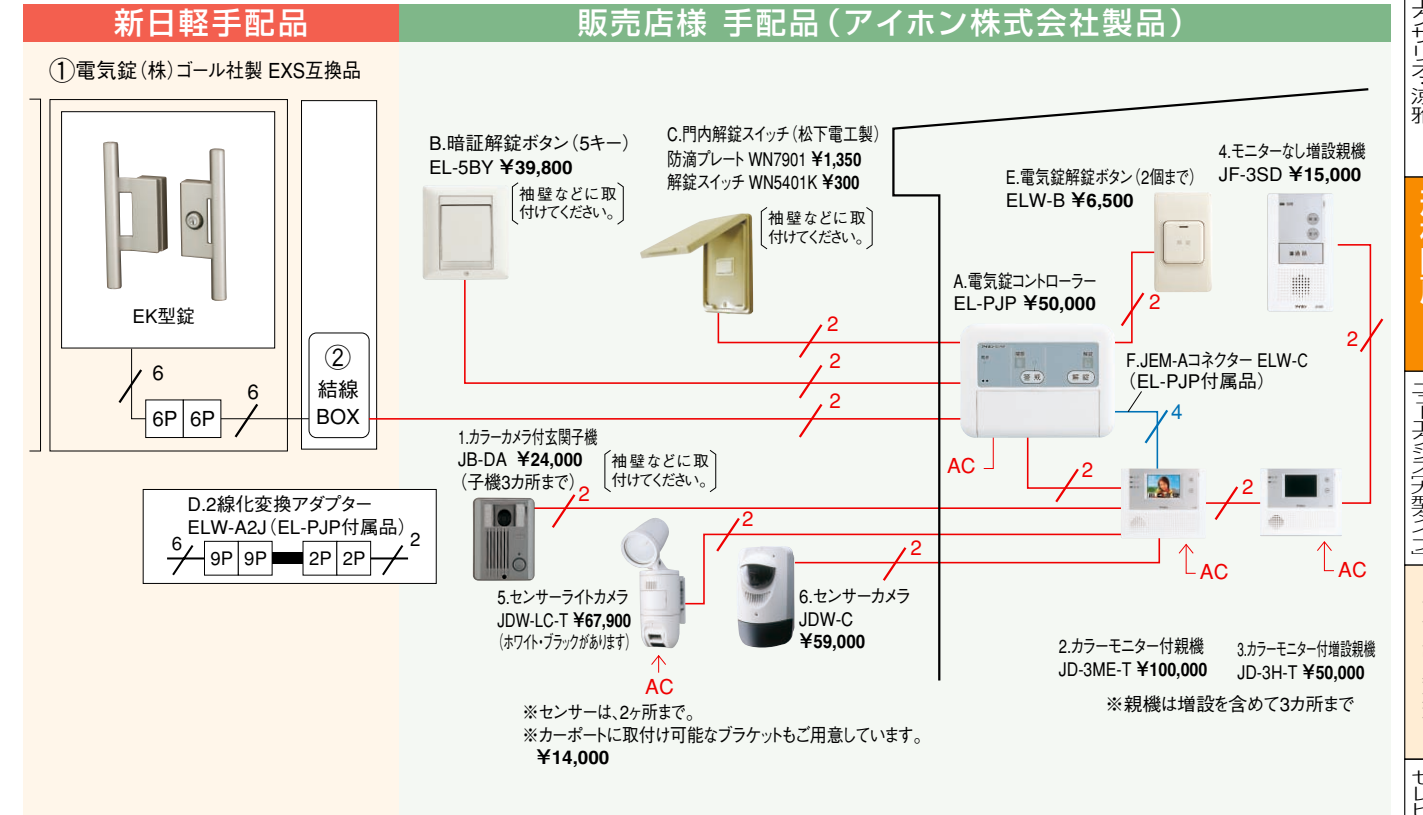 新日軽手配品
販売店様 手配品(アイホン株式会社製品)
①電気錠(株)ゴール社製 EXS互換品
EK型錠
6
6P 6P
6
②
結線
BOX
D.2線化変換アダプター
ELW-A2J(EL-PJP付属品)
6
9P 9P
2P 2P
2
B.暗証解錠ボタン(5キー)
EL-5BY ¥39,800
袖壁などに取
付けてください。
C.門内解錠スイッチ(松下電工製)
防滴プレート WN7901 ¥1,350
解錠スイッチ WN5401K ¥300
袖壁などに取
付けてください。
E.電気錠解錠ボタン(2個まで)
ELW-B ¥6,500
4.モニターなし増設親機
JF-3SD ¥15,000
A.電気錠コントローラー
EL-PJP ¥50,000
警戒
解錠
2
2
2
2
2
F.JEM-Aコネクター ELW-C
(EL-PJP付属品)
4
AC
2
1.カラーカメラ付玄関子機
JB-DA ¥24,000
(子機3カ所まで)
袖壁などに取
付けてください。
2
2
2
2
AC
AC
5.センサーライトカメラ
JDW-LC-T ¥67,900
(ホワイト・ブラックがあります)
AC
6.センサーカメラ
JDW-C
¥59,000
2.カラーモニター付親機
JD-3ME-T ¥100,000
3.カラーモニター付増設親機
JD-3H-T ¥50,000
※親機は増設を含めて3カ所まで
※センサーは、2ヶ所まで。
※カーポートに取付け可能なブラケットもご用意しています。
¥14,000